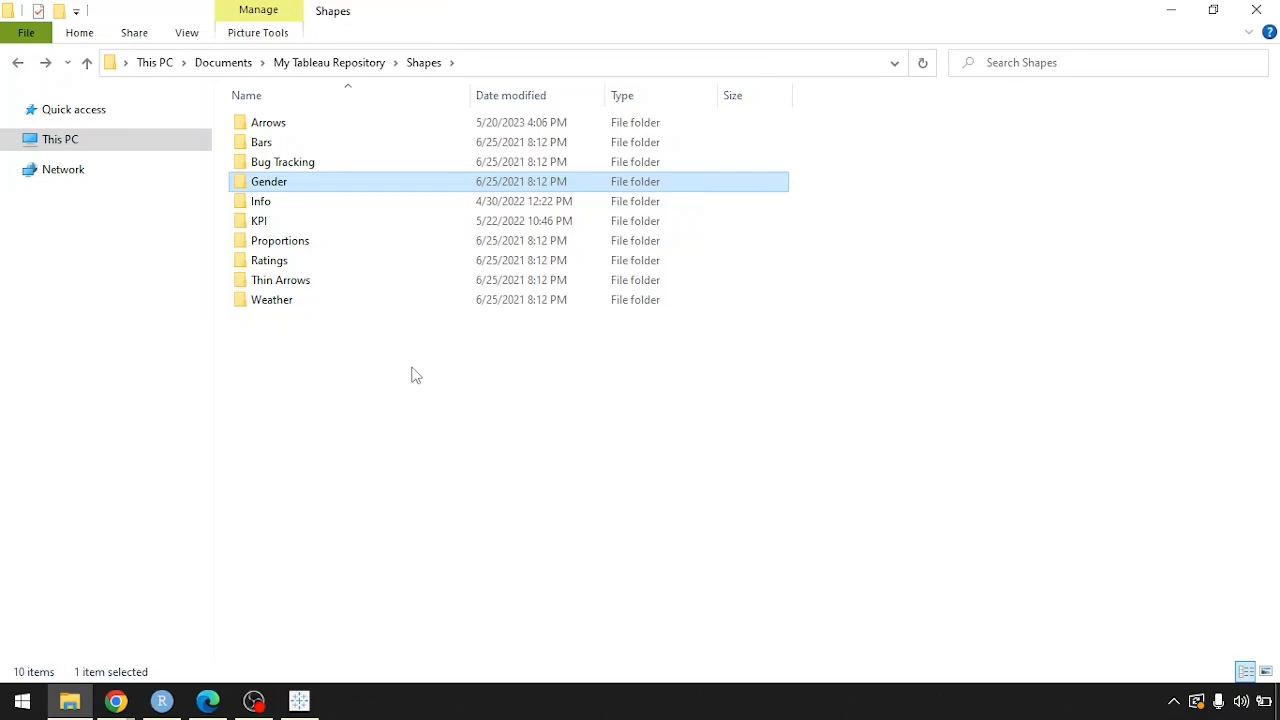 Manage
Shapes
File
Home
Share
View
Picture Tools
This PC
Documents
My Tableau Repository
Shapes
Search Shapes
Name
Date modified
Type
Size
Quick access
This PC
Network
Arrows 5/20/2023 4:06 PM File folder
Bars 6/25/2021 8:12 PM File folder
Bug Tracking 6/25/2021 8:12 PM File folder
Gender 6/25/2021 8:12 PM File folder
Info 4/30/2022 12:22 PM File folder
KPI 5/22/2022 10:46 PM File folder
Proportions 6/25/2021 8:12 PM File folder
Ratings 6/25/2021 8:12 PM File folder
Thin Arrows 6/25/2021 8:12 PM File folder
Weather 6/25/2021 8:12 PM File folder
10 items 1 item selected
R